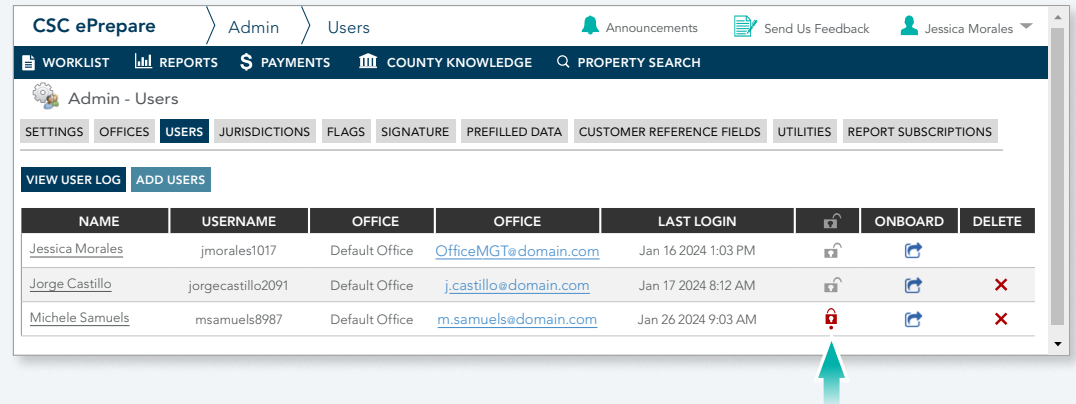 CSC ePrepare Admin Users Announcements Send Us Feedback Jessica Morales
WORKLIST REPORTS PAYMENTS COUNTY KNOWLEDGE PROPERTY SEARCH
Admin - Users
SETTINGS OFFICES USERS JURISDICTIONS FLAGS SIGNATURE PREFILLED DATA CUSTOMER REFERENCE FIELDS UTILITIES REPORT SUBSCRIPTIONS
VIEW USER LOG ADD USERS
NAME USERNAME OFFICE OFFICE LAST LOGIN ONBOARD DELETE
Jessica Morales jmorales1017 Default Office OfficeMGT@domain.com Jan 16 2024 1:03 PM
Jorge Castillo jorgecastillo2091 Default Office j.castillo@domain.com Jan 17 2024 8:12 AM
Michele Samuels msamuels8987 Default Office m.samuels@domain.com Jan 26 2024 9:03 AM